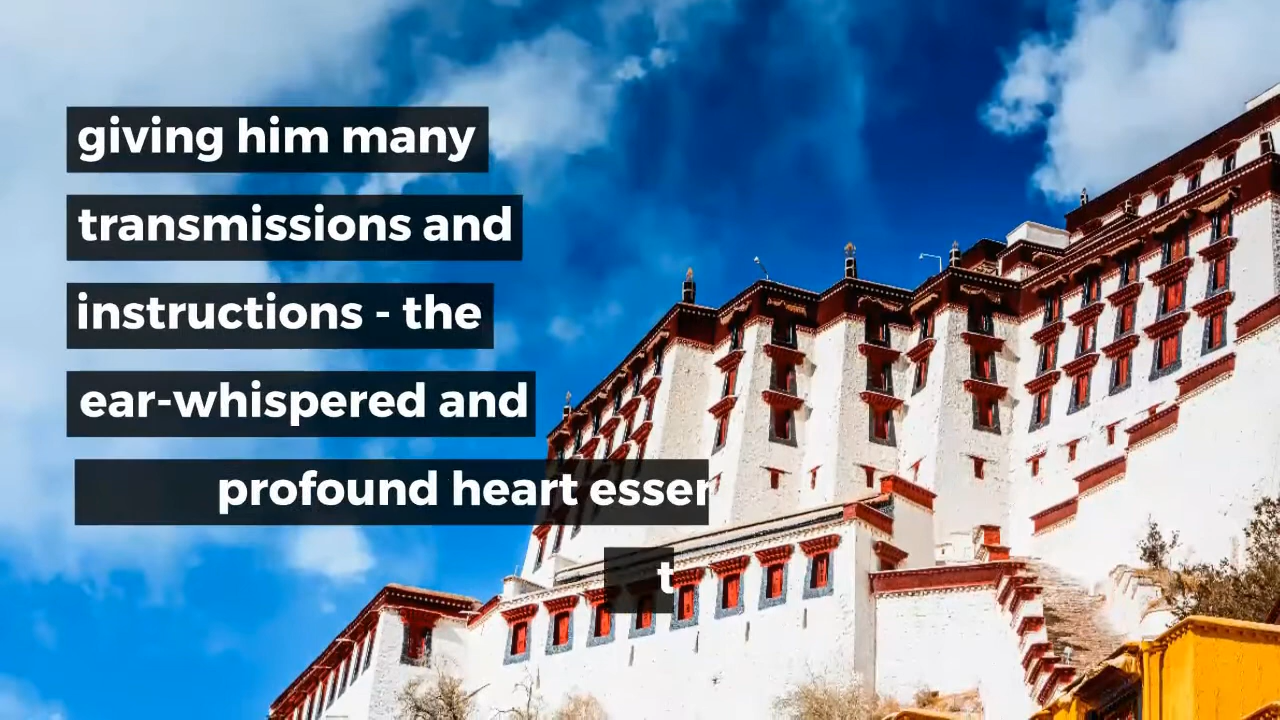 giving him many
transmissions and
instructions - the
ear-whispered and
profound heart